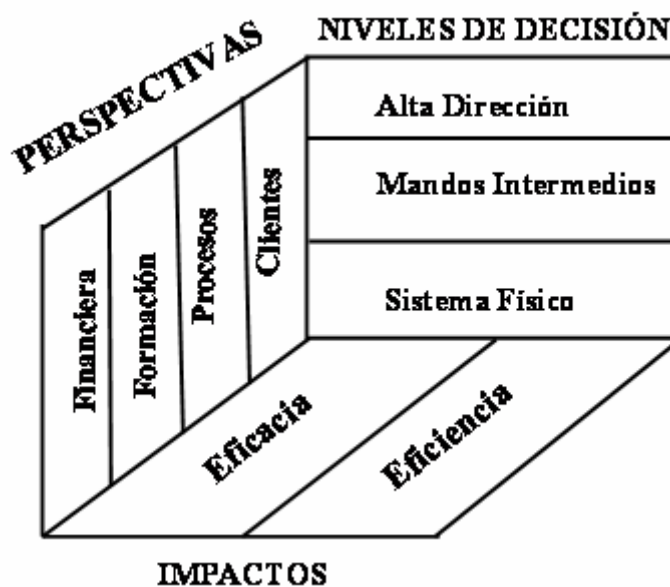 NIVELES DE DECISIÓN
PERSPECTIVAS
Alta Dirección
Mandos Intermedios
Sistema Físico
Financiera
Formación
Procesos
Clientes
Eficacia
Eficiencia
IMPACTOS